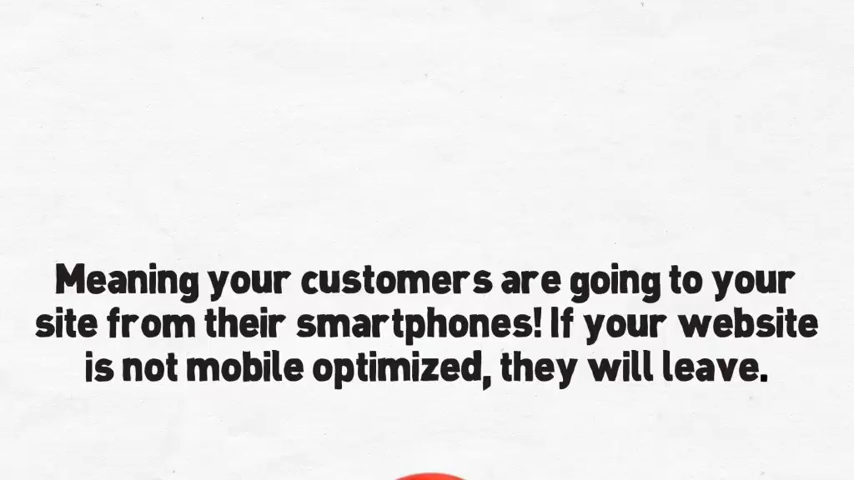 Meaning your customers are going to your
site from their smartphones! If your website
is not mobile optimized, they will leave.